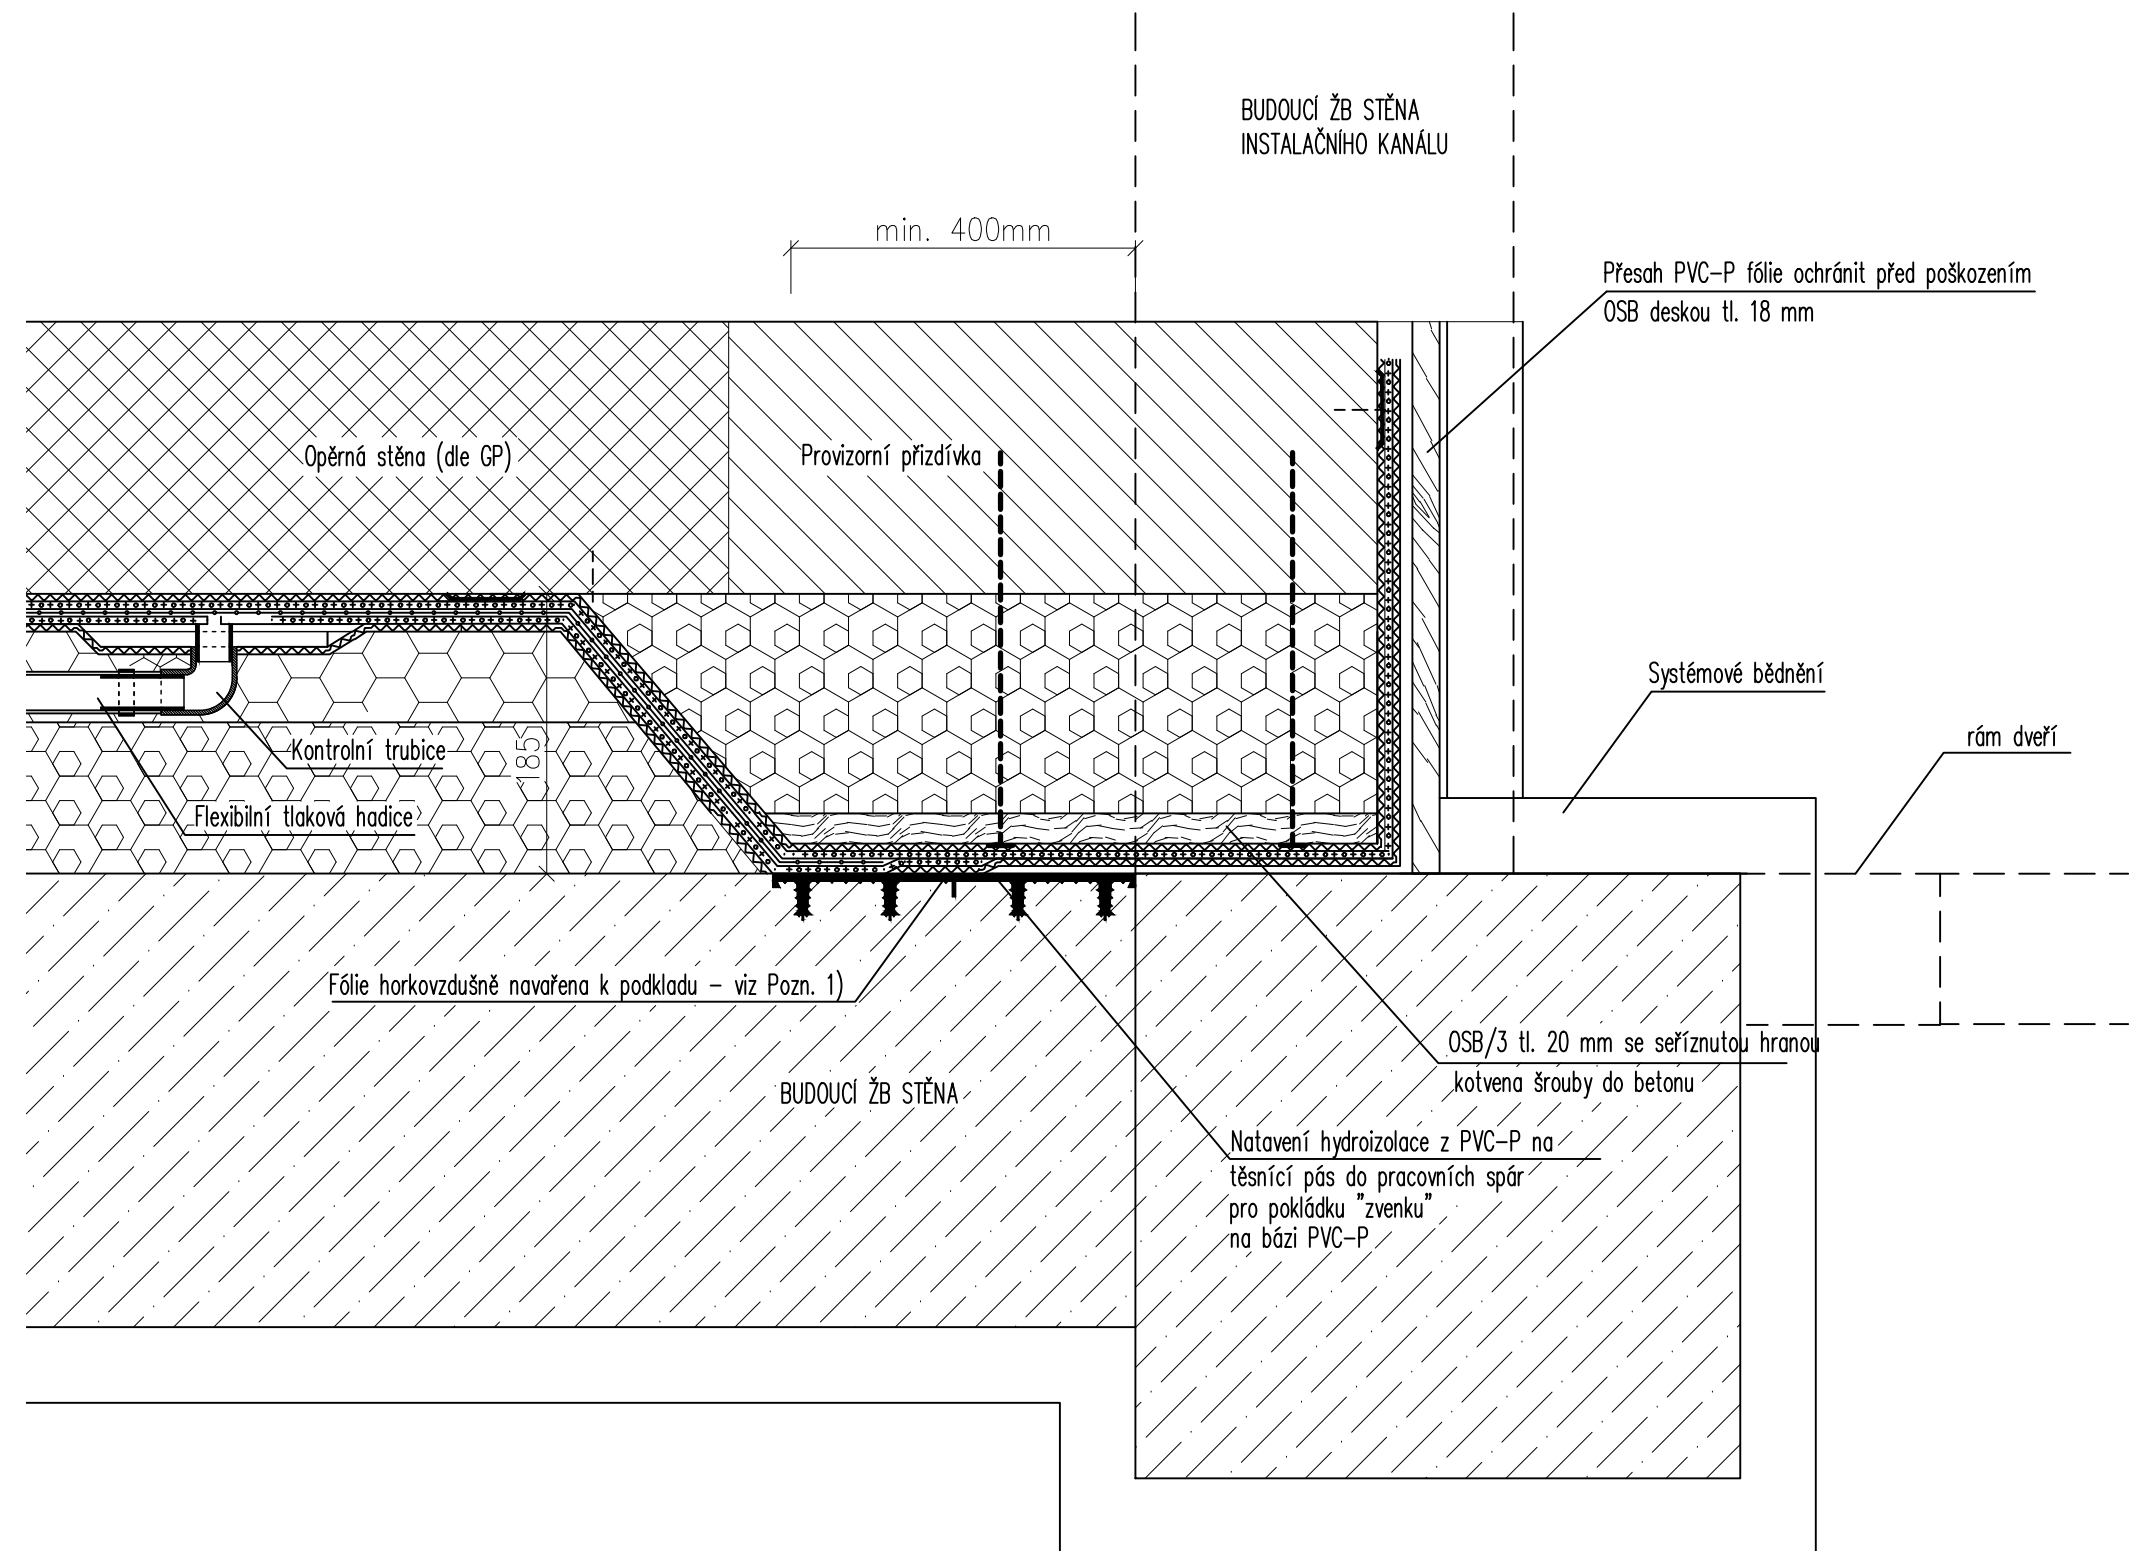 BUDOUCÍ ŽB STĚNA
INSTALAČNÍHO KANÁLU
min. 400mm
Přesah PVC-P fólie ochránit před poškozením
OSB deskou tl. 18 mm
Opěrná stěna (dle GP)
Provizorní přizdívka
Systémové bědnění
rám dveří
Kontrolní trubice
185
Flexibilní tlaková hadice
Fólie horkovzdušně navařena k podkladu - viz Pozn. 1)
OSB/3 tl. 20 mm se seříznutou hranou
kotvena šrouby do betonu
BUDOUCÍ ŽB STĚNA
Natavení hydroizolace z PVC-P na
těsnící pás do pracovních spár
pro pokládku "zvenku"
na bázi PVC-P